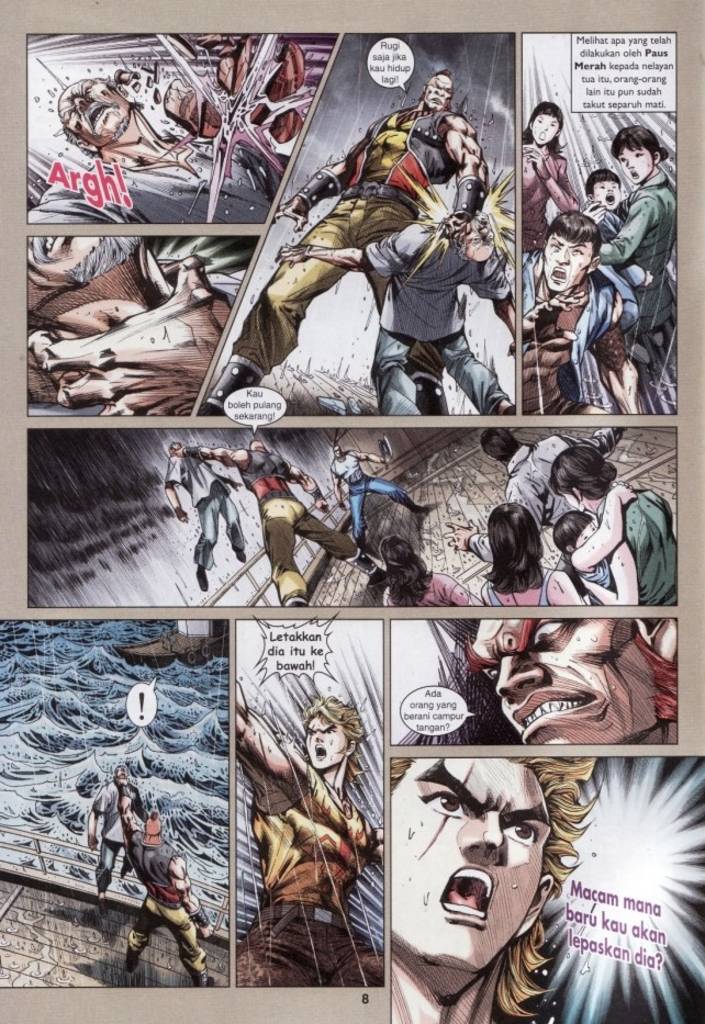 Argh!
Rugi
saja jika
kau hidup
lagi!
Melihat apa yang telah
dilakukan oleh Paus
Merah kepada nelayan
tua itu, orang-orang
lain itu pun sudah
takut separuh mati.
Kau
boleh pulang
sekarang!
!
Letakkan
dia itu ke
bawah!
Ada
orang yang
berani campur
tangan?
Macam mana
baru kau akan
lepaskan dia?
8